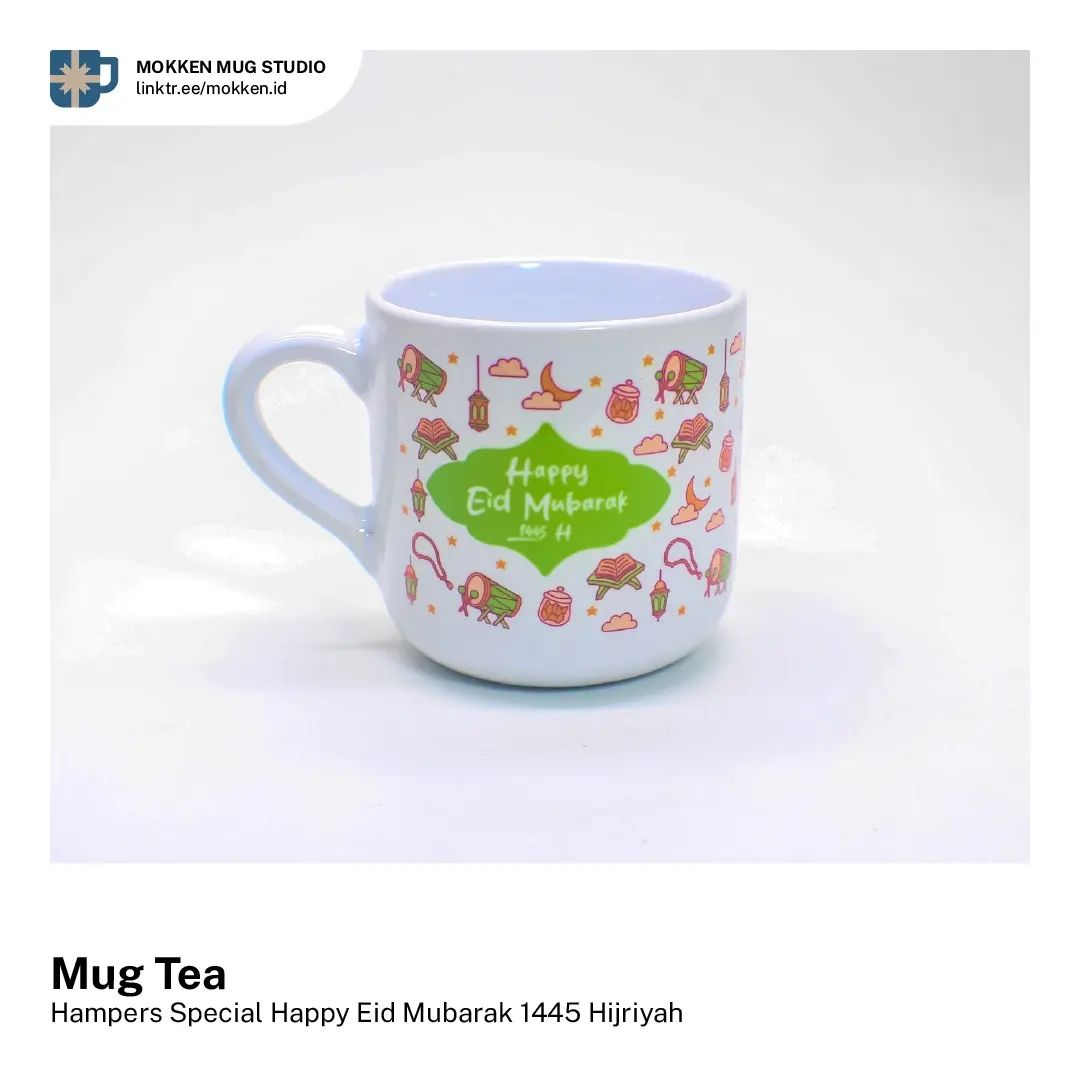 MOKKEN MUG STUDIO
linktr.ee/mokken.id
Happy
Eid Mubarak
1445 H
Mug Tea
Hampers Special Happy Eid Mubarak 1445 Hijriyah